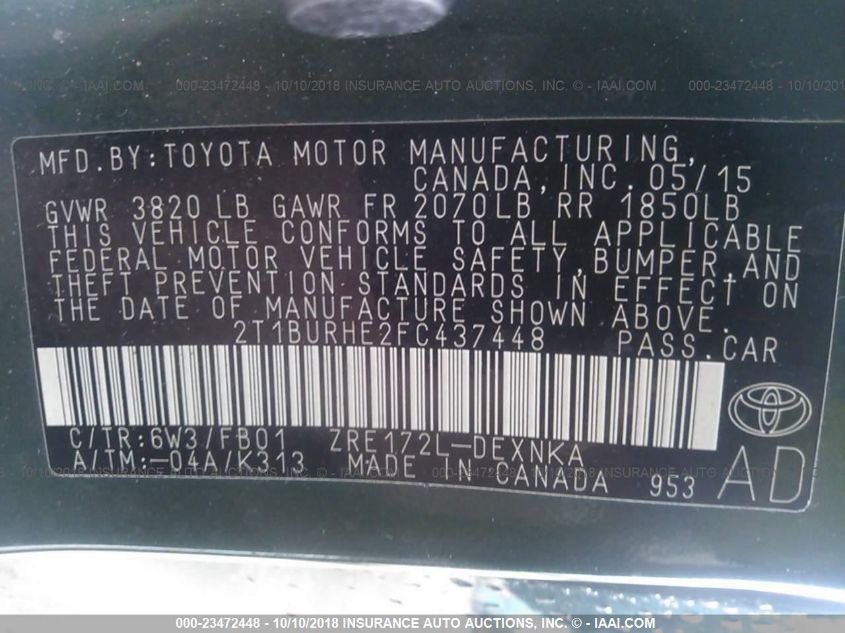 000-23472448 - 10/10/2018 INSURANCE AUTO AUCTIONS, INC. © - IAAI.COM
MFD.BY:TOYOTA MOTOR MANUFACTURING,
CANADA,INC. 05/15
GVWR 3820 LB GAWR FR 2070LB RR 1850LB
THIS VEHICLE CONFORMS TO ALL APPLICABLE
FEDERAL MOTOR VEHICLE SAFETY,BUMPER,AND
THEFT PREVENTION STANDARDS IN EFFECT ON
THE DATE OF MANUFACTURE SHOWN ABOVE.
2T1BURHE2FC437448 PASS.CAR
C/TR:6W3/FB01 ZRE172L-DEXNKA
A/TM:-04A/K313 MADE IN CANADA 953 AD
000-23472448 - 10/10/2018 INSURANCE AUTO AUCTIONS, INC. © - IAAI.COM